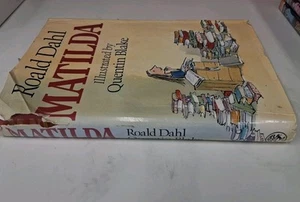 Roald Dahl
MATILDA
Illustrated by
Quentin Blake
MATILDA
Roald Dahl